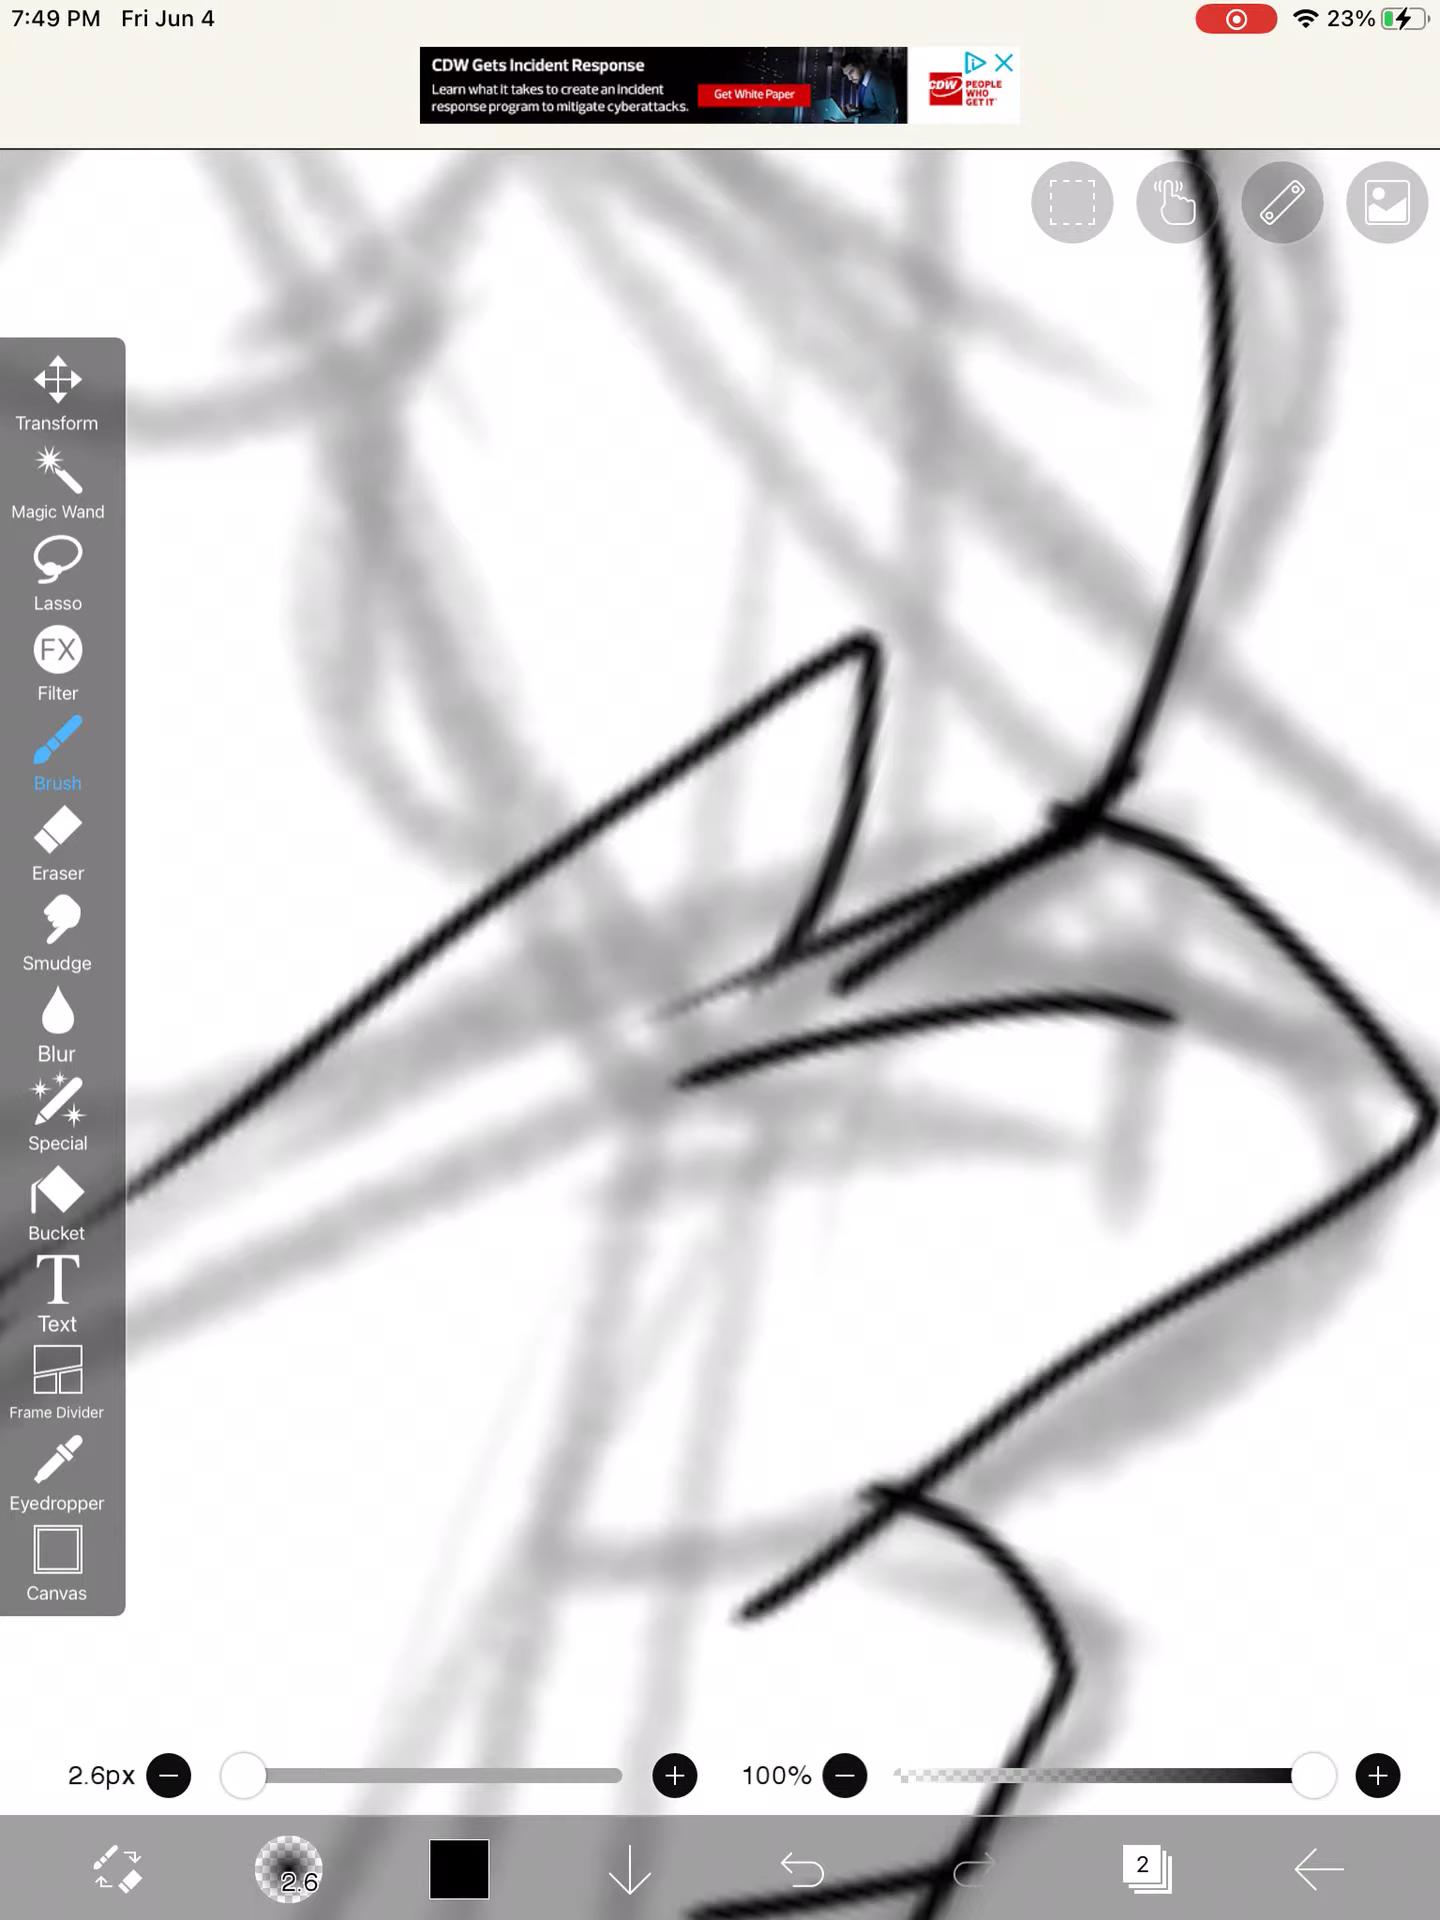 7:49 PM Fri Jun 4
23%
CDW Gets Incident Response
Learn what it takes to create an incident
response program to mitigate cyberattacks.
Get White Paper
CDW
PEOPLE
WHO
GET IT
Transform
Magic Wand
Lasso
FX
Filter
Brush
Eraser
Smudge
Blur
Special
Bucket
T
Text
Frame Divider
Eyedropper
Canvas
2.6px
100%
2.6
2